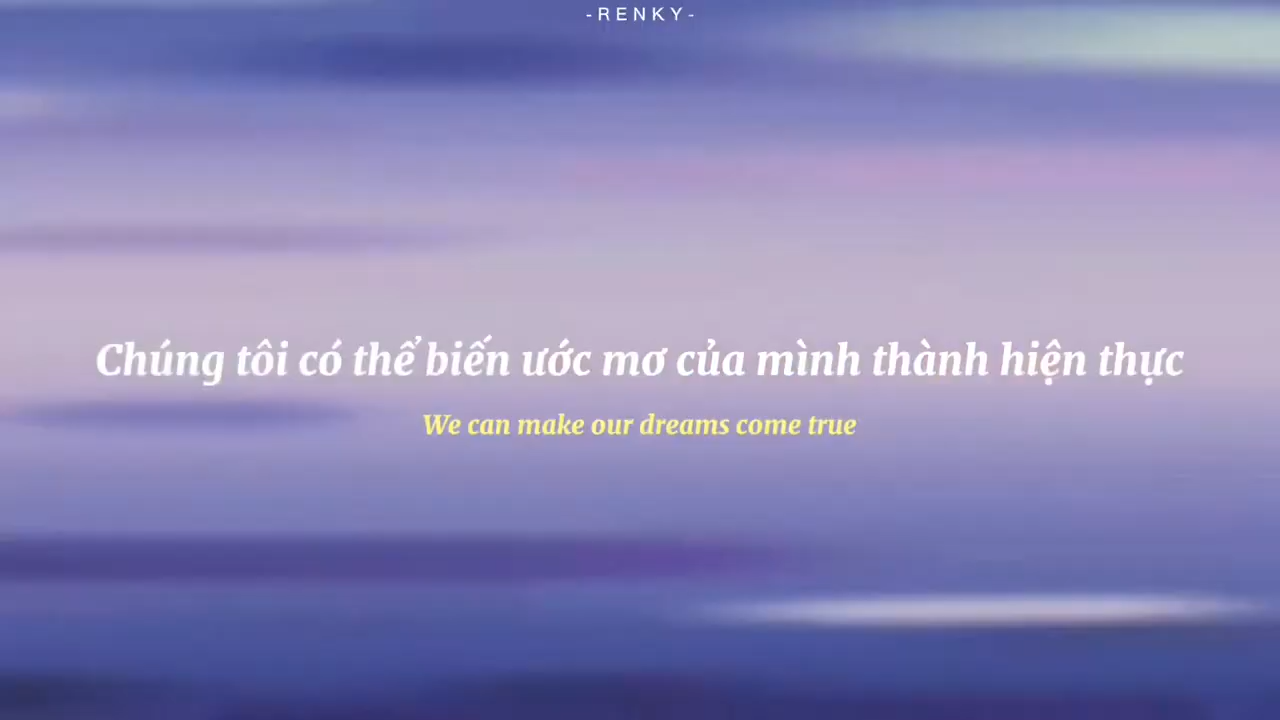 -RENKY-
Chúng tôi có thể biến ước mơ của mình thành hiện thực
We can make our dreams come true